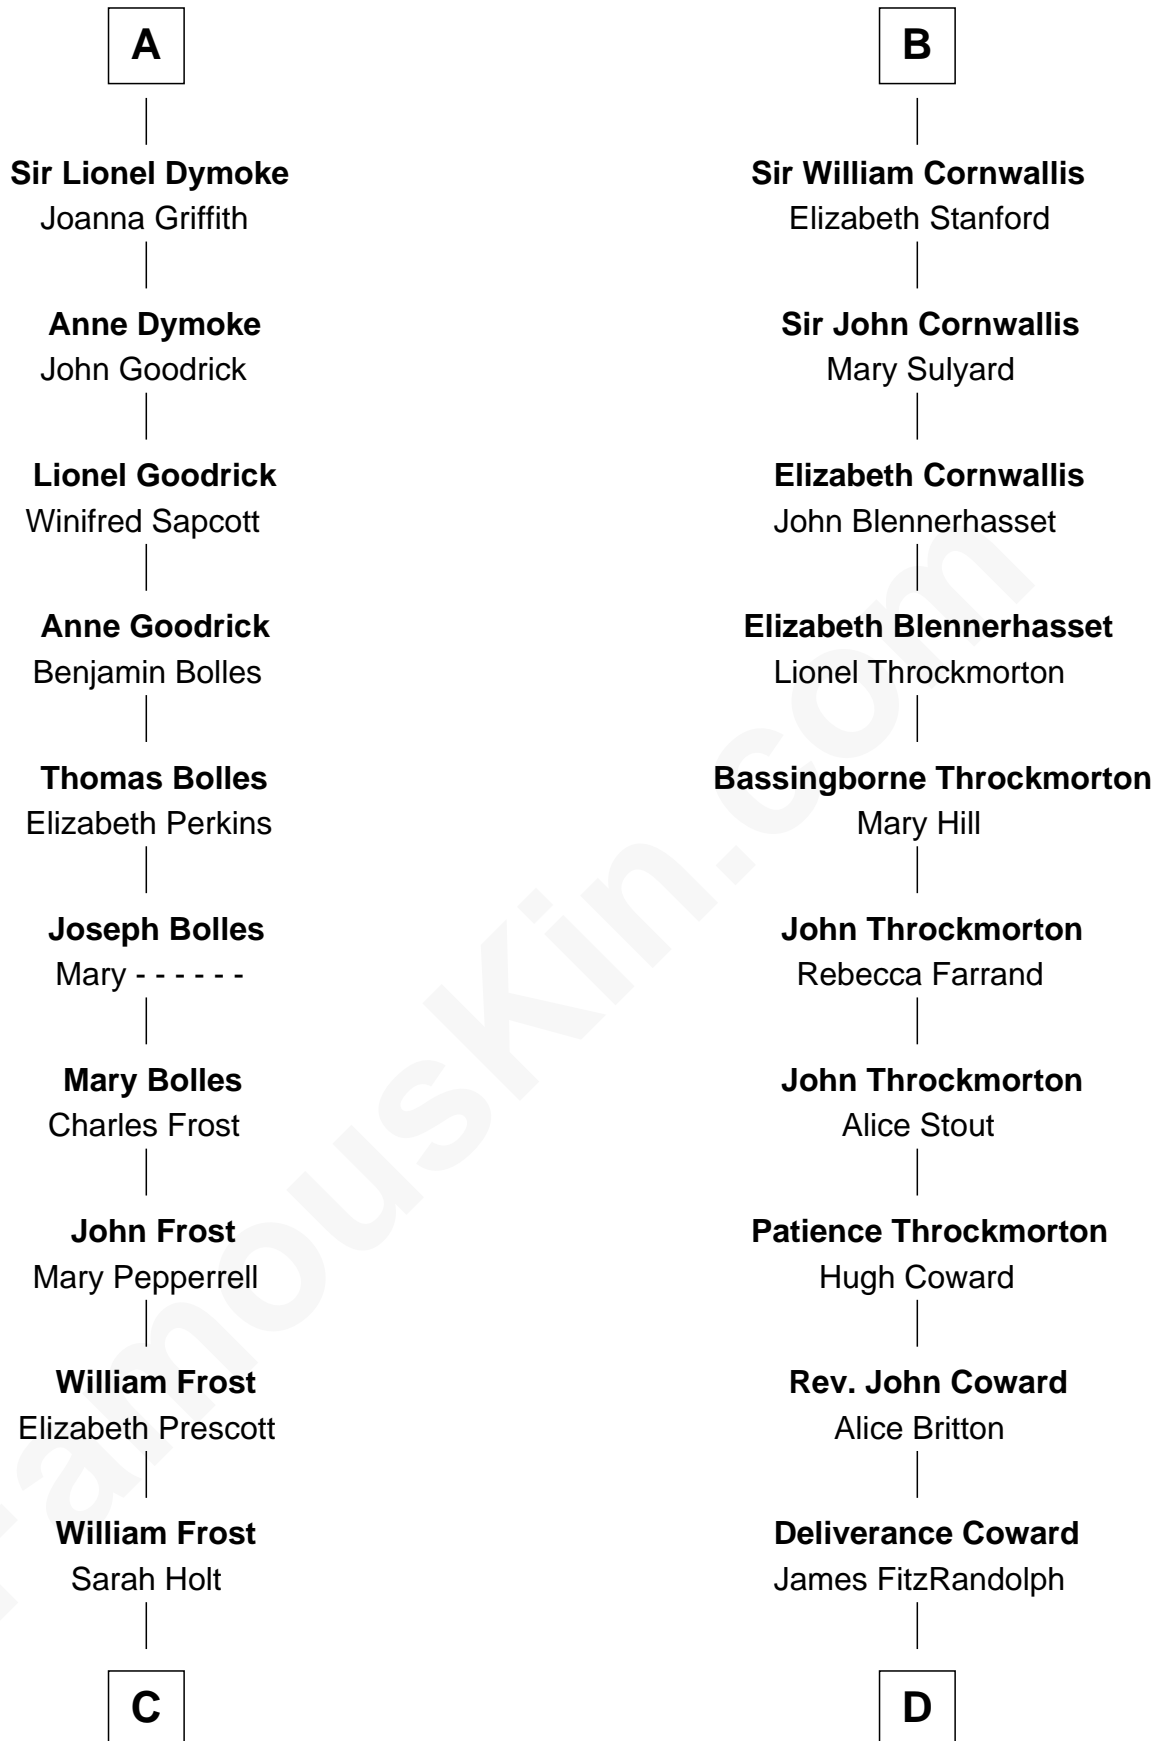 A
Sir Lionel Dymoke
Joanna Griffith
Anne Dymoke
John Goodrick
Lionel Goodrick
Winifred Sapcott
Anne Goodrick
Benjamin Bolles
Thomas Bolles
Elizabeth Perkins
Joseph Bolles
Mary - - - - - -
Mary Bolles
Charles Frost
John Frost
Mary Pepperrell
William Frost
Elizabeth Prescott
William Frost
Sarah Holt
C
B
Sir William Cornwallis
Elizabeth Stanford
Sir John Cornwallis
Mary Sulyard
Elizabeth Cornwallis
John Blennerhasset
Elizabeth Blennerhasset
Lionel Throckmorton
Bassingborne Throckmorton
Mary Hill
John Throckmorton
Rebecca Farrand
John Throckmorton
Alice Stout
Patience Throckmorton
Hugh Coward
Rev. John Coward
Alice Britton
Deliverance Coward
James FitzRandolph
D
FamousKin.com